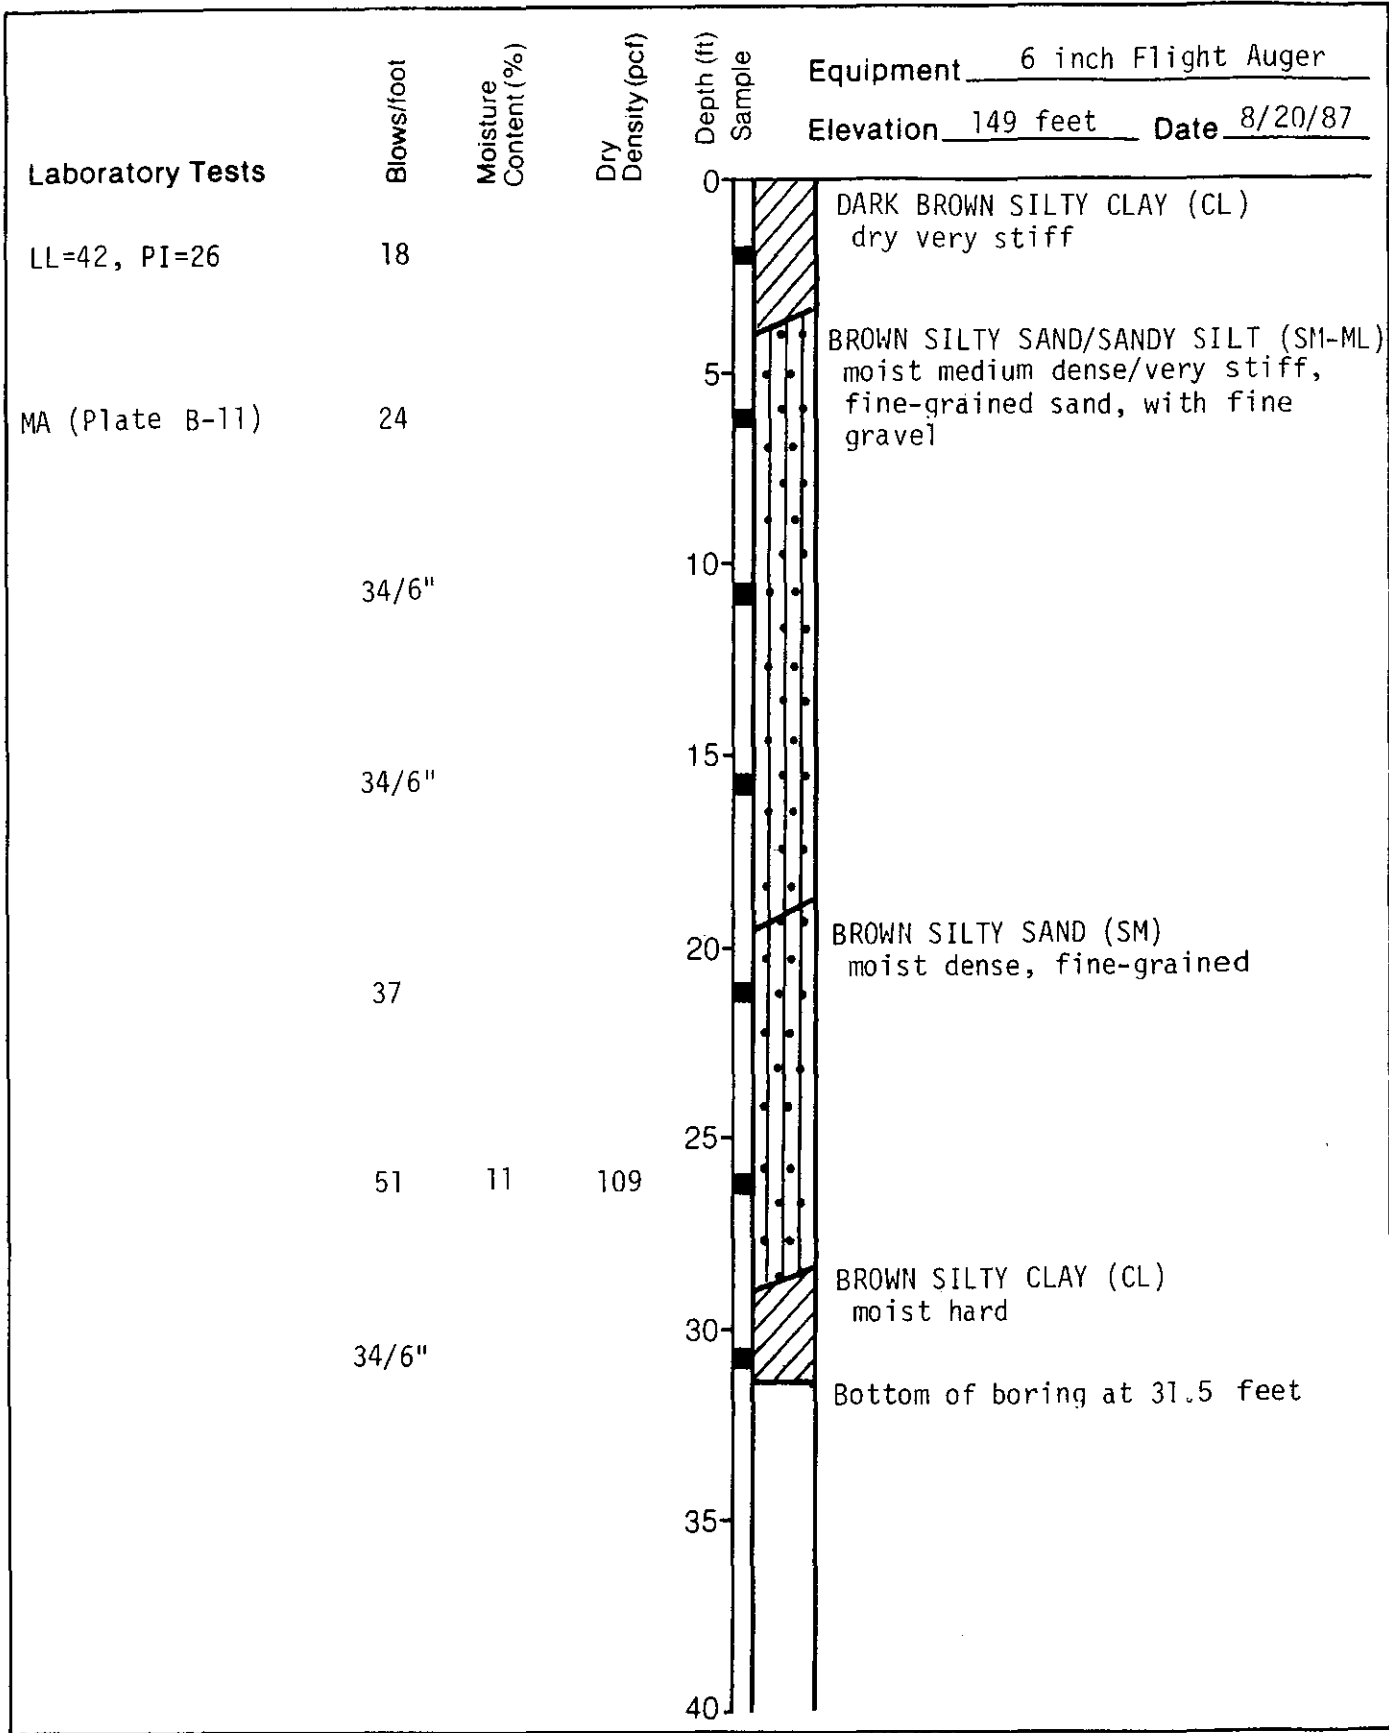 Equipment 6 inch Flight Auger
Elevation 149 feet Date 8/20/87
Laboratory Tests
Blows/foot
Moisture
Content (%)
Dry
Density (pcf)
Depth (ft)
Sample
0
DARK BROWN SILTY CLAY (CL)
dry very stiff
LL=42, PI=26 18
BROWN SILTY SAND/SANDY SILT (SM-ML)
5
moist medium dense/very stiff,
fine-grained sand, with fine
gravel
MA (Plate B-11) 24
10
34/6"
15
34/6"
20
BROWN SILTY SAND (SM)
moist dense, fine-grained
37
25
51 11 109
BROWN SILTY CLAY (CL)
moist hard
30
34/6"
Bottom of boring at 31.5 feet
35
40